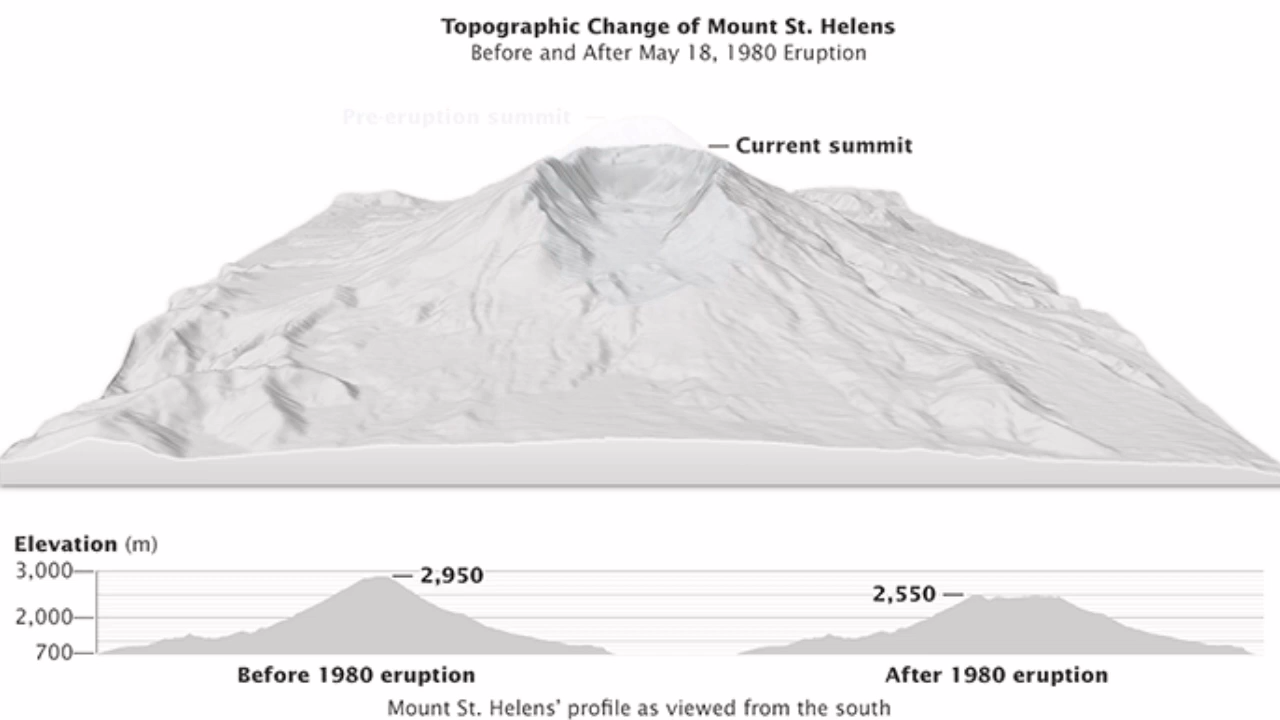 Topographic Change of Mount St. Helens
Before and After May 18, 1980 Eruption
Pre-eruption summit —
— Current summit
Elevation (m)
3,000
2,000
700
— 2,950
2,550 —
Before 1980 eruption
After 1980 eruption
Mount St. Helens’ profile as viewed from the south